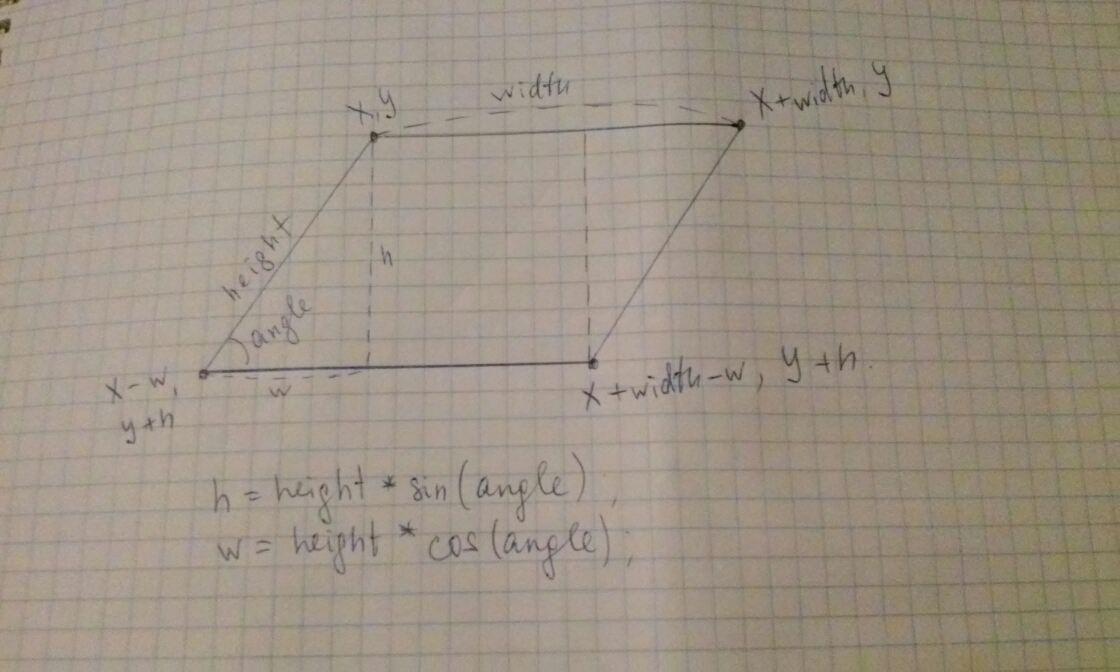 width
x, y
x+width, y
height
h
angle
w
x-w,
y+h
x+width-w, y+h.
h = height * sin(angle);
w = height * cos(angle);